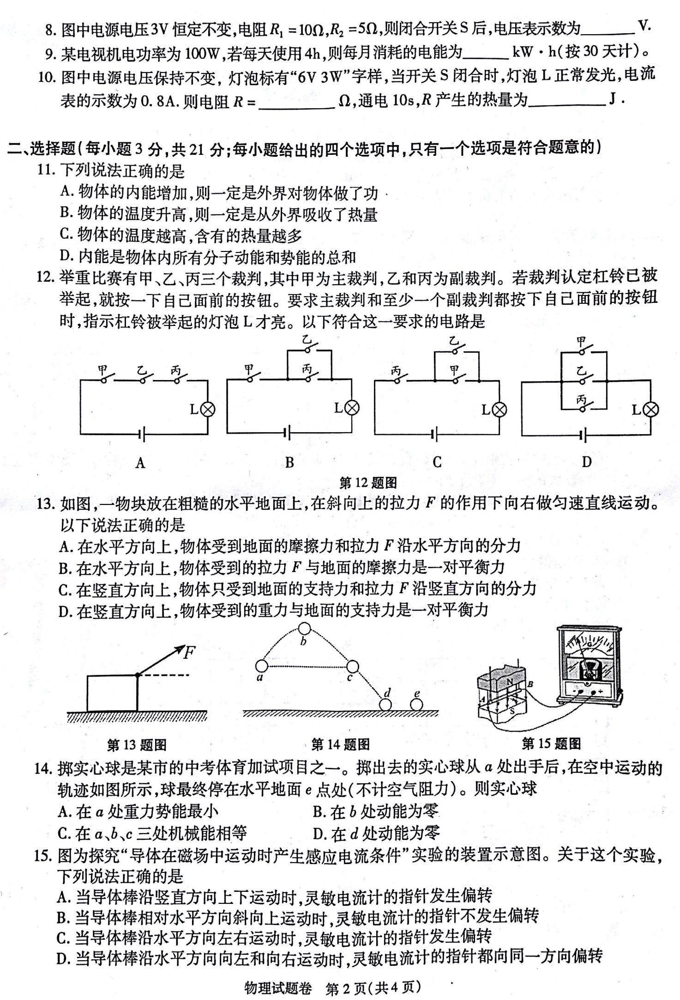 8. 图中电源电压3V 恒定不变,电阻 R₁ =10Ω,R₂ =5Ω,则闭合开关 S 后,电压表示数为______V.
9. 某电视机电功率为 100W,若每天使用 4h,则每月消耗的电能为______kW·h(按 30 天计)。
10. 图中电源电压保持不变, 灯泡标有“6V 3W”字样,当开关 S 闭合时,灯泡 L 正常发光,电流
表的示数为 0.8A. 则电阻 R =__________Ω,通电 10s,R 产生的热量为__________J .
二、选择题(每小题 3 分,共 21 分;每小题给出的四个选项中,只有一个选项是符合题意的)
11. 下列说法正确的是
A. 物体的内能增加,则一定是外界对物体做了功
B. 物体的温度升高,则一定是从外界吸收了热量
C. 物体的温度越高,含有的热量越多
D. 内能是物体内所有分子动能和势能的总和
12. 举重比赛有甲、乙、丙三个裁判,其中甲为主裁判,乙和丙为副裁判。若裁判认定杠铃已被
举起,就按一下自己面前的按钮。要求主裁判和至少一个副裁判都按下自己面前的按钮
时,指示杠铃被举起的灯泡 L 才亮。以下符合这一要求的电路是
甲 乙 丙 L
甲 乙 丙 L
丙 乙 甲 L
甲 乙 丙 L
A B C D
第 12 题图
13. 如图,一物块放在粗糙的水平地面上,在斜向上的拉力 F 的作用下向右做匀速直线运动。
以下说法正确的是
A. 在水平方向上,物体受到地面的摩擦力和拉力 F 沿水平方向的分力
B. 在水平方向上,物体受到的拉力 F 与地面的摩擦力是一对平衡力
C. 在竖直方向上,物体只受到地面的支持力和拉力 F 沿竖直方向的分力
D. 在竖直方向上,物体受到的重力与地面的支持力是一对平衡力
F
a b c d e
N A B S G - +
第 13 题图 第 14 题图 第 15 题图
14. 掷实心球是某市的中考体育加试项目之一。掷出去的实心球从 a 处出手后,在空中运动的
轨迹如图所示,球最终停在水平地面 e 点处(不计空气阻力)。则实心球
A. 在 a 处重力势能最小 B. 在 b 处动能为零
C. 在 a、b、c 三处机械能相等 D. 在 d 处动能为零
15. 图为探究“导体在磁场中运动时产生感应电流条件”实验的装置示意图。关于这个实验,
下列说法正确的是
A. 当导体棒沿竖直方向上下运动时,灵敏电流计的指针发生偏转
B. 当导体棒相对水平方向斜向上运动时,灵敏电流计的指针不发生偏转
C. 当导体棒沿水平方向左右运动时,灵敏电流计的指针发生偏转
D. 当导体棒沿水平方向向左和向右运动时,灵敏电流计的指针都向同一方向偏转
物理试题卷 第 2 页(共 4 页)